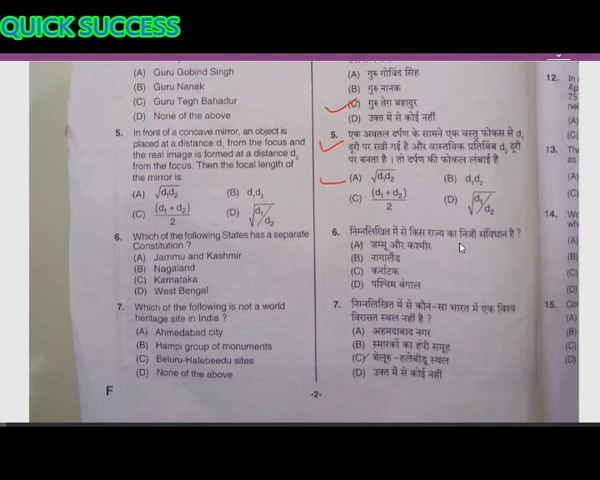 QUICK SUCCESS
(A) Guru Gobind Singh
(B) Guru Nanak
(C) Guru Tegh Bahadur
(D) None of the above
5. In front of a concave mirror, an object is
placed at a distance d₁ from the focus and
the real image is formed at a distance d₂
from the focus. Then the focal length of
the mirror is
(A) √d₁d₂ (B) d₁d₂
(C) (d₁ + d₂)/2 (D) √d₁/d₂
6. Which of the following States has a separate
Constitution ?
(A) Jammu and Kashmir
(B) Nagaland
(C) Karnataka
(D) West Bengal
7. Which of the following is not a world
heritage site in India ?
(A) Ahmedabad city
(B) Hampi group of monuments
(C) Beluru-Halebeedu sites
(D) None of the above
(A) गुरु गोबिंद सिंह
(B) गुरु नानक
(C) गुरु तेग़ बहादुर
(D) उक्त में से कोई नहीं
5. एक अवतल दर्पण के सामने एक वस्तु फोकस से d₁
दूरी पर रखी गई है और वास्तविक प्रतिबिंब d₂ दूरी
पर बनता है । तो दर्पण की फोकल लंबाई है
(A) √d₁d₂ (B) d₁d₂
(C) (d₁ + d₂)/2 (D) √d₁/d₂
6. निम्नलिखित में से किस राज्य का निजी संविधान है ?
(A) जम्मू और कश्मीर
(B) नागालैंड
(C) कर्नाटक
(D) पश्चिम बंगाल
7. निम्नलिखित में से कौन-सा भारत में एक विश्व
विरासत स्थल नहीं है ?
(A) अहमदाबाद नगर
(B) स्मारकों का हंपी समूह
(C) बेलूरु -हलेबीडू स्थल
(D) उक्त में से कोई नहीं
12. In
75
(A)
(C)
13. Th
as
(A)
(C)
14.
(A)
(B)
(C)
(D)
15.
(A)
(B)
(C)
(D)
F
-2-